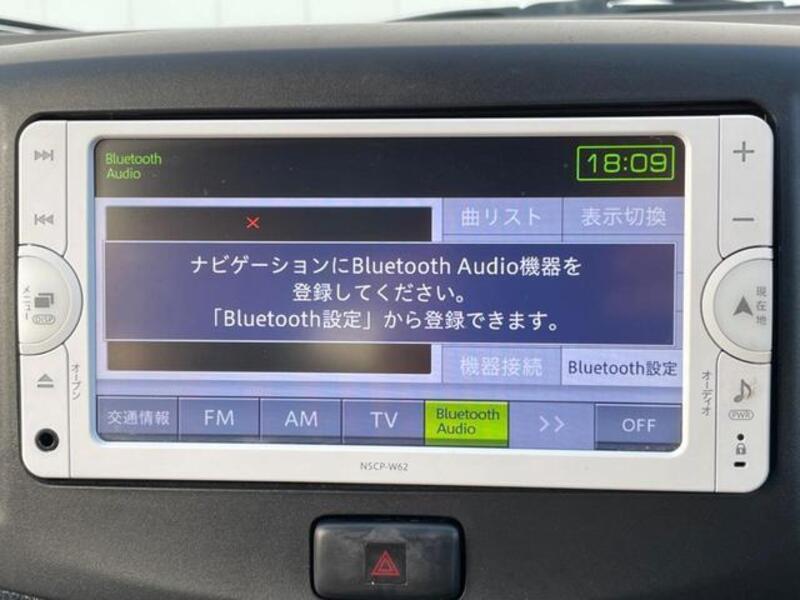 Bluetooth
Audio
18:09
曲リスト
表示切換
ナビゲーションにBluetooth Audio機器を
登録してください。
「Bluetooth設定」から登録できます。
機器接続
Bluetooth設定
交通情報
FM
AM
TV
Bluetooth
Audio
>>
OFF
メニュー
DISP
オープン
現在地
オーディオ
PWR
NSCP-W62